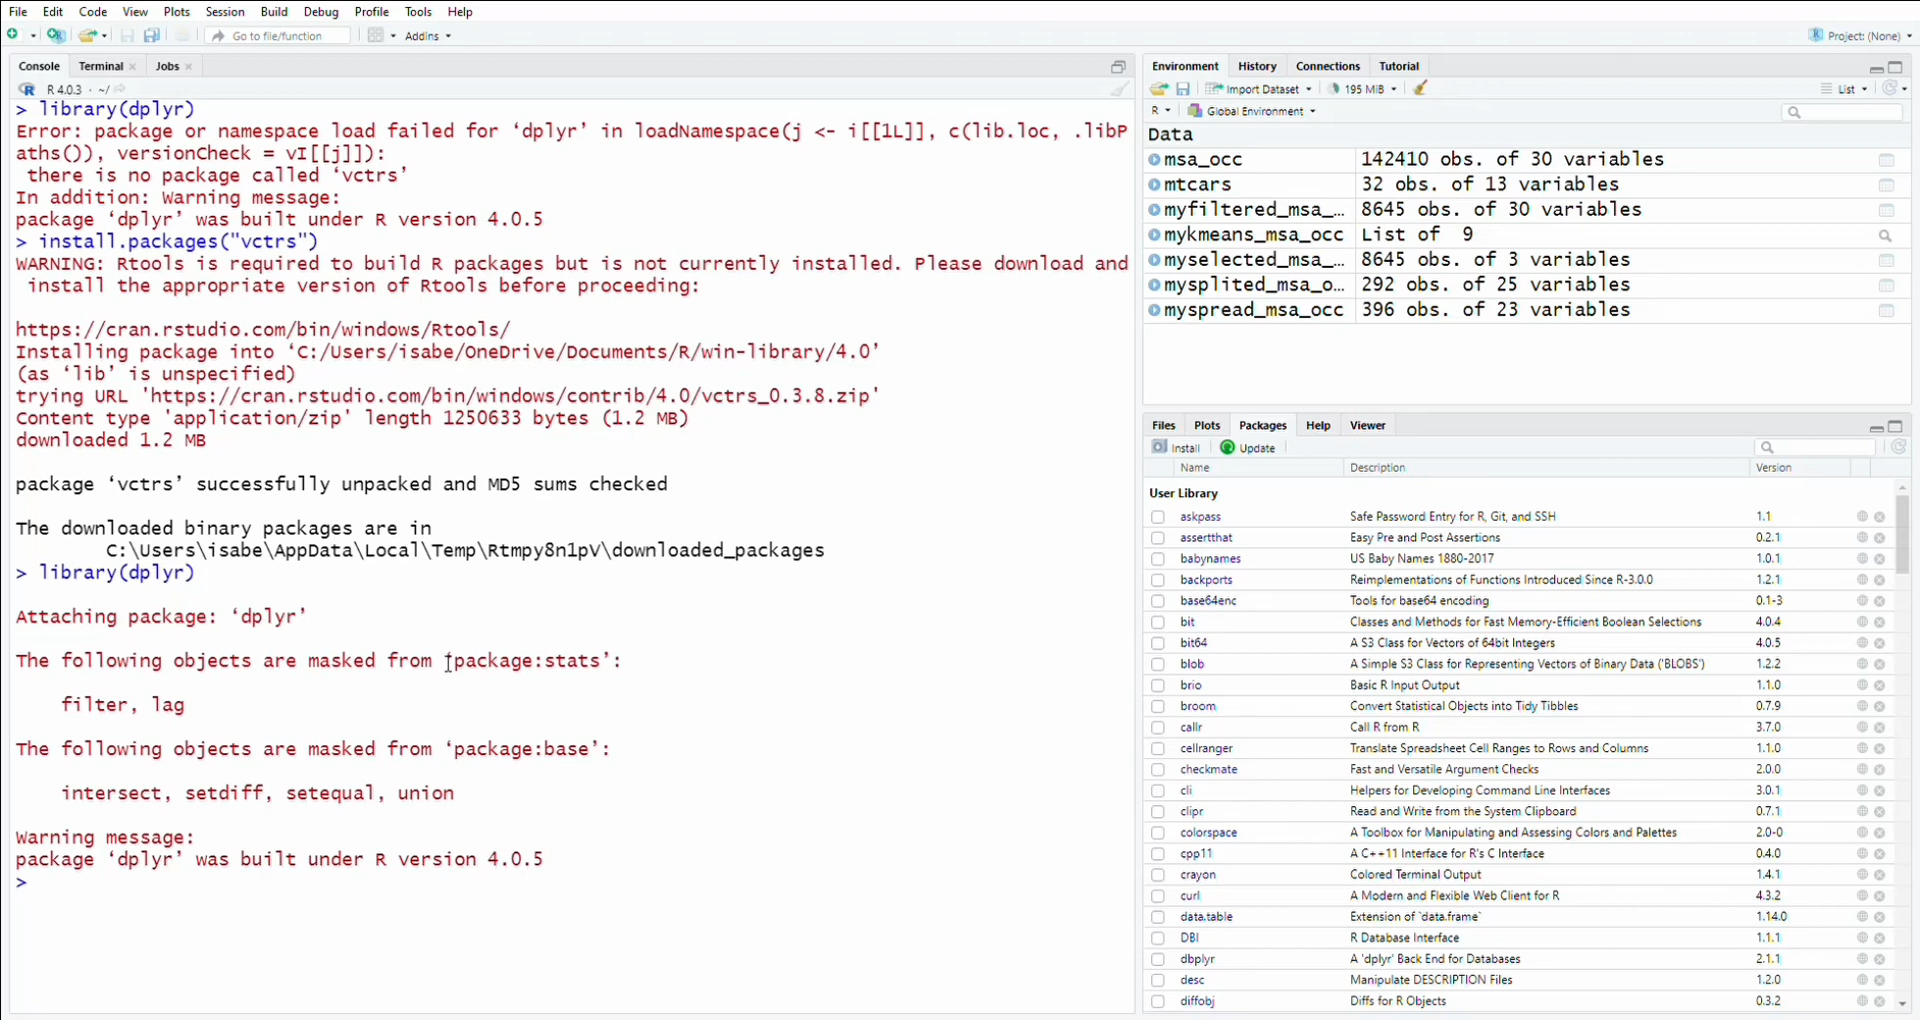 File Edit Code View Plots Session Build Debug Profile Tools Help
Go to file/function Addins Project: (None)
Console Terminal Jobs
R 4.0.3 · ~/
> library(dplyr)
Error: package or namespace load failed for ‘dplyr’ in loadNamespace(j <- i[[1L]], c(lib.loc, .libP
aths()), versionCheck = vI[[j]]):
there is no package called ‘vctrs’
In addition: Warning message:
package ‘dplyr’ was built under R version 4.0.5
> install.packages("vctrs")
WARNING: Rtools is required to build R packages but is not currently installed. Please download and
install the appropriate version of Rtools before proceeding:
https://cran.rstudio.com/bin/windows/Rtools/
Installing package into ‘C:/Users/isabe/OneDrive/Documents/R/win-library/4.0’
(as ‘lib’ is unspecified)
trying URL 'https://cran.rstudio.com/bin/windows/contrib/4.0/vctrs_0.3.8.zip'
Content type 'application/zip' length 1250633 bytes (1.2 MB)
downloaded 1.2 MB
package ‘vctrs’ successfully unpacked and MD5 sums checked
The downloaded binary packages are in
C:\Users\isabe\AppData\Local\Temp\Rtmpy8n1pV\downloaded_packages
> library(dplyr)
Attaching package: ‘dplyr’
The following objects are masked from ‘package:stats’:
filter, lag
The following objects are masked from ‘package:base’:
intersect, setdiff, setequal, union
Warning message:
package ‘dplyr’ was built under R version 4.0.5
>
Environment History Connections Tutorial
Import Dataset 195 MiB List
R Global Environment
Data
msa_occ 142410 obs. of 30 variables
mtcars 32 obs. of 13 variables
myfiltered_msa_… 8645 obs. of 30 variables
mykmeans_msa_occ List of 9
myselected_msa_… 8645 obs. of 3 variables
mysplited_msa_o… 292 obs. of 25 variables
myspread_msa_occ 396 obs. of 23 variables
Files Plots Packages Help Viewer
Install Update
Name Description Version
User Library
askpass Safe Password Entry for R, Git, and SSH 1.1
assertthat Easy Pre and Post Assertions 0.2.1
babynames US Baby Names 1880-2017 1.0.1
backports Reimplementations of Functions Introduced Since R-3.0.0 1.2.1
base64enc Tools for base64 encoding 0.1-3
bit Classes and Methods for Fast Memory-Efficient Boolean Selections 4.0.4
bit64 A S3 Class for Vectors of 64bit Integers 4.0.5
blob A Simple S3 Class for Representing Vectors of Binary Data ('BLOBS') 1.2.2
brio Basic R Input Output 1.1.0
broom Convert Statistical Objects into Tidy Tibbles 0.7.9
callr Call R from R 3.7.0
cellranger Translate Spreadsheet Cell Ranges to Rows and Columns 1.1.0
checkmate Fast and Versatile Argument Checks 2.0.0
cli Helpers for Developing Command Line Interfaces 3.0.1
clipr Read and Write from the System Clipboard 0.7.1
colorspace A Toolbox for Manipulating and Assessing Colors and Palettes 2.0-0
cpp11 A C++11 Interface for R's C Interface 0.4.0
crayon Colored Terminal Output 1.4.1
curl A Modern and Flexible Web Client for R 4.3.2
data.table Extension of `data.frame` 1.14.0
DBI R Database Interface 1.1.1
dbplyr A 'dplyr' Back End for Databases 2.1.1
desc Manipulate DESCRIPTION Files 1.2.0
diffobj Diffs for R Objects 0.3.2